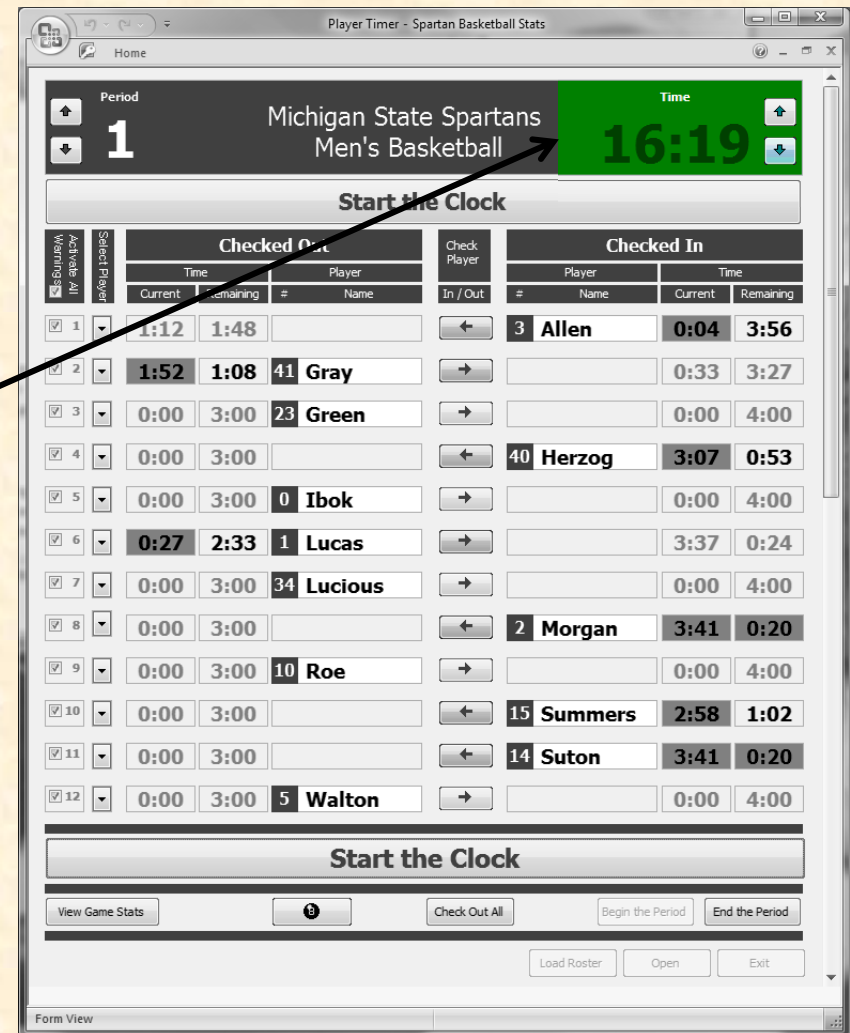 Player Timer - Spartan Basketball Stats
Home
Period
1
Michigan State Spartans
Men's Basketball
Time
16:19
Start the Clock
Activate All Warnings
Select Player
Checked Out
Check Player
Checked In
Time Player Player Time
Current Remaining # Name In / Out # Name Current Remaining
1 1:12 1:48 3 Allen 0:04 3:56
2 1:52 1:08 41 Gray 0:33 3:27
3 0:00 3:00 23 Green 0:00 4:00
4 0:00 3:00 40 Herzog 3:07 0:53
5 0:00 3:00 0 Ibok 0:00 4:00
6 0:27 2:33 1 Lucas 3:37 0:24
7 0:00 3:00 34 Lucious 0:00 4:00
8 0:00 3:00 2 Morgan 3:41 0:20
9 0:00 3:00 10 Roe 0:00 4:00
10 0:00 3:00 15 Summers 2:58 1:02
11 0:00 3:00 14 Suton 3:41 0:20
12 0:00 3:00 5 Walton 0:00 4:00
Start the Clock
View Game Stats Check Out All Begin the Period End the Period
Load Roster Open Exit
Form View